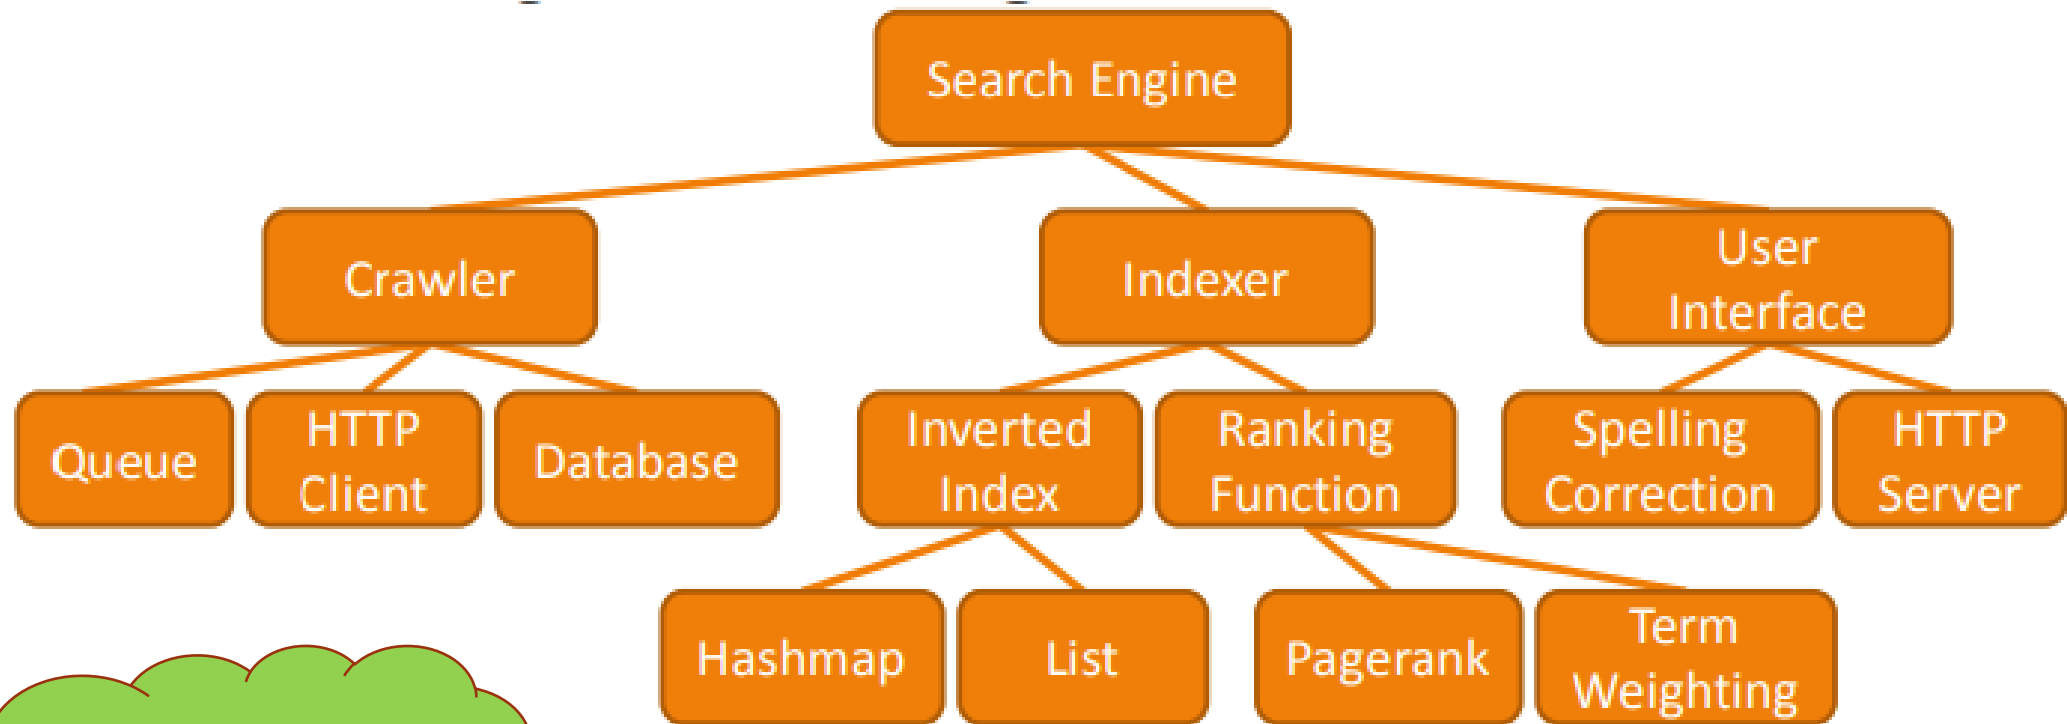 Search Engine
Crawler
Indexer
User
Interface
Queue
HTTP
Client
Database
Inverted
Index
Ranking
Function
Spelling
Correction
HTTP
Server
Hashmap
List
Pagerank
Term
Weighting